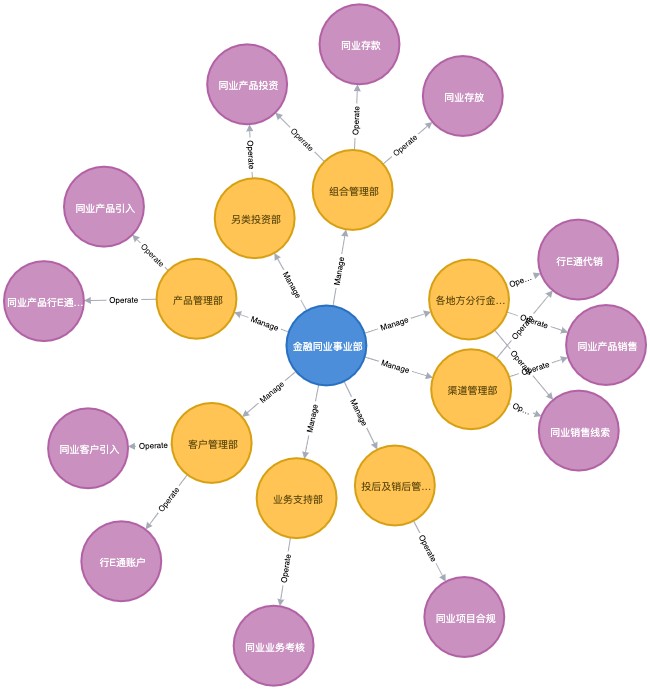 同业存款
同业产品投资
同业存放
Operate
Operate
Operate
Operate
组合管理部
同业产品引入
另类投资部
Operate
Manage
行E通代销
Manage
Ope...
同业产品行E通...
Operate
产品管理部
各地方分行金...
Manage
Manage
Operate
Operate
金融同业事业部
同业产品销售
Operate
Manage
Operate
渠道管理部
Manage
Op...
Manage
Manage
同业销售线索
客户管理部
同业客户引入
Operate
投后及销后管...
业务支持部
Operate
Operate
行E通账户
Operate
同业项目合规
同业业务考核